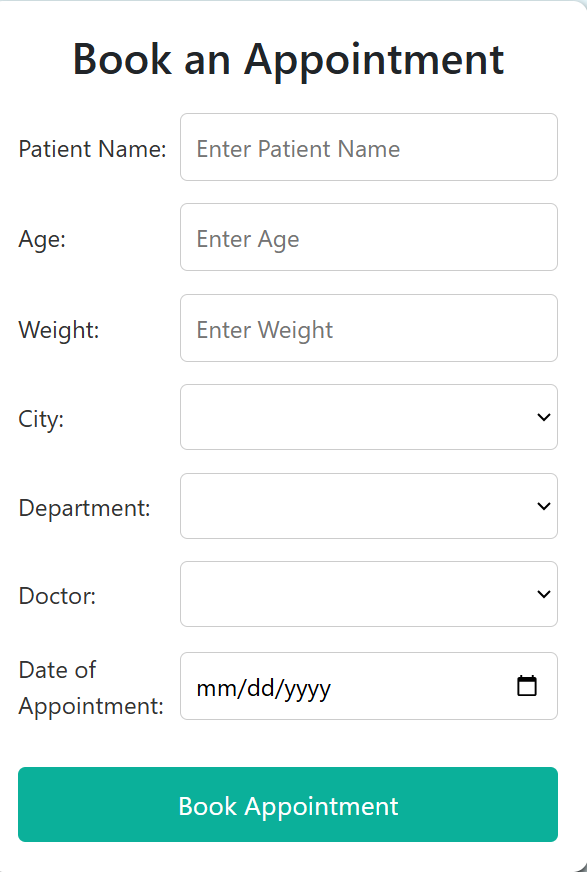 Book an Appointment
Patient Name: Enter Patient Name
Age: Enter Age
Weight: Enter Weight
City:
Department:
Doctor:
Date of
Appointment:
mm/dd/yyyy
Book Appointment